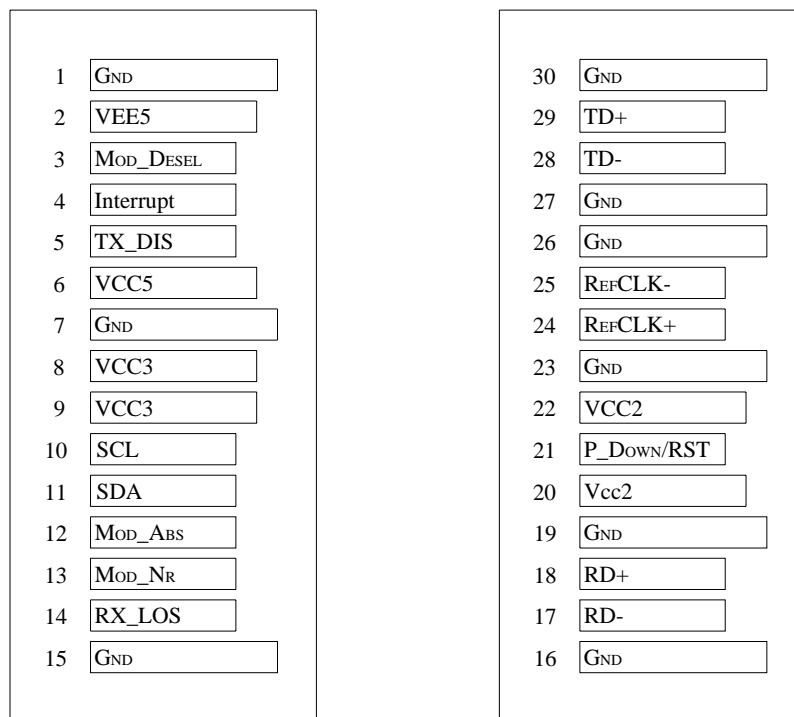 1 GND
2 VEE5
3 MOD_DESEL
4 Interrupt
5 TX_DIS
6 VCC5
7 GND
8 VCC3
9 VCC3
10 SCL
11 SDA
12 MOD_ABS
13 MOD_NR
14 RX_LOS
15 GND
30 GND
29 TD+
28 TD-
27 GND
26 GND
25 REFCLK-
24 REFCLK+
23 GND
22 VCC2
21 P_DOWN/RST
20 Vcc2
19 GND
18 RD+
17 RD-
16 GND